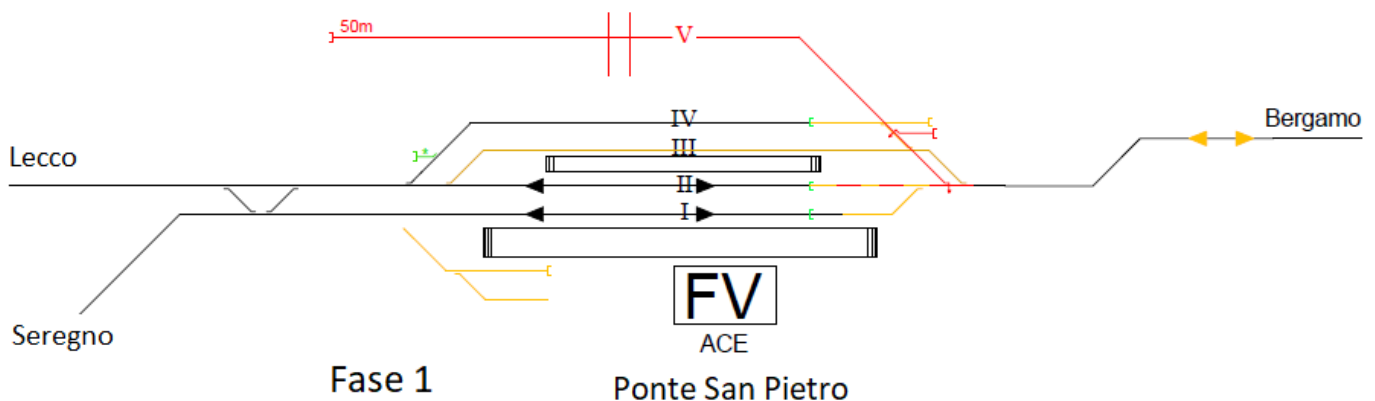 50m
V
IV
Bergamo
*
III
Lecco
II
I
FV
ACE
Seregno
Fase 1
Ponte San Pietro